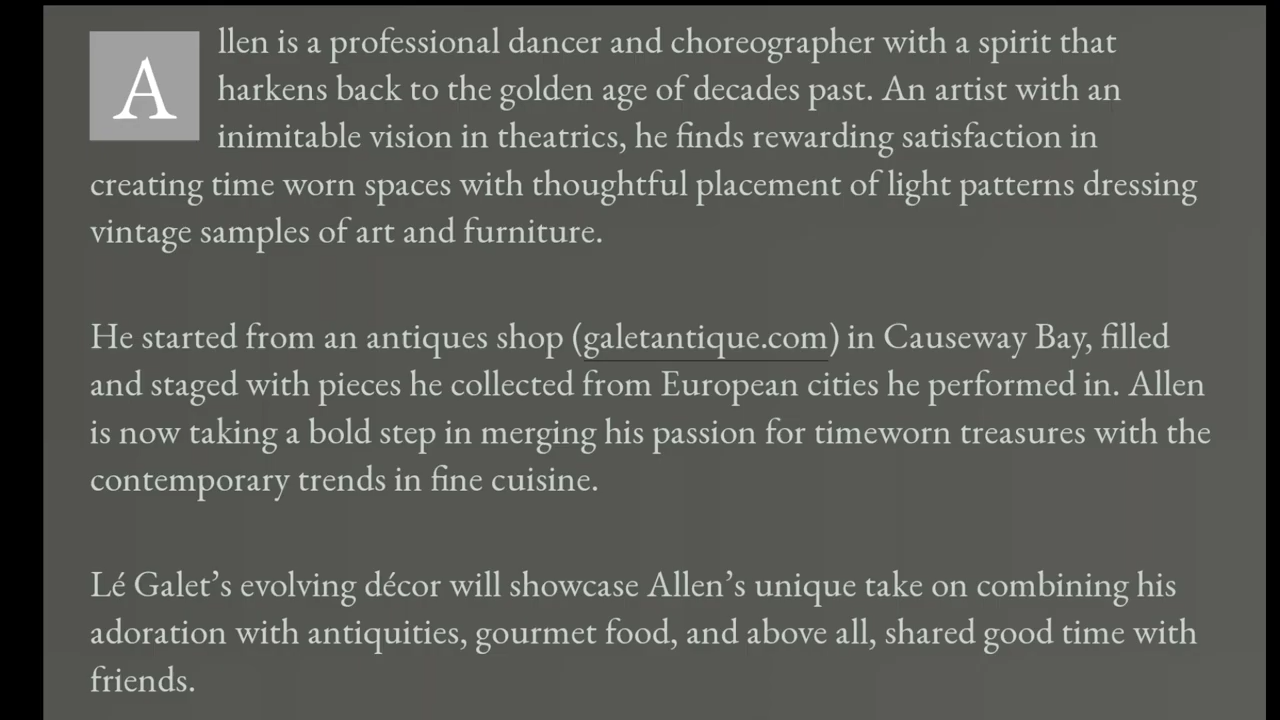 Allen is a professional dancer and choreographer with a spirit that
harkens back to the golden age of decades past. An artist with an
inimitable vision in theatrics, he finds rewarding satisfaction in
creating time worn spaces with thoughtful placement of light patterns dressing
vintage samples of art and furniture.
He started from an antiques shop (galetantique.com) in Causeway Bay, filled
and staged with pieces he collected from European cities he performed in. Allen
is now taking a bold step in merging his passion for timeworn treasures with the
contemporary trends in fine cuisine.
Lé Galet’s evolving décor will showcase Allen’s unique take on combining his
adoration with antiquities, gourmet food, and above all, shared good time with
friends.